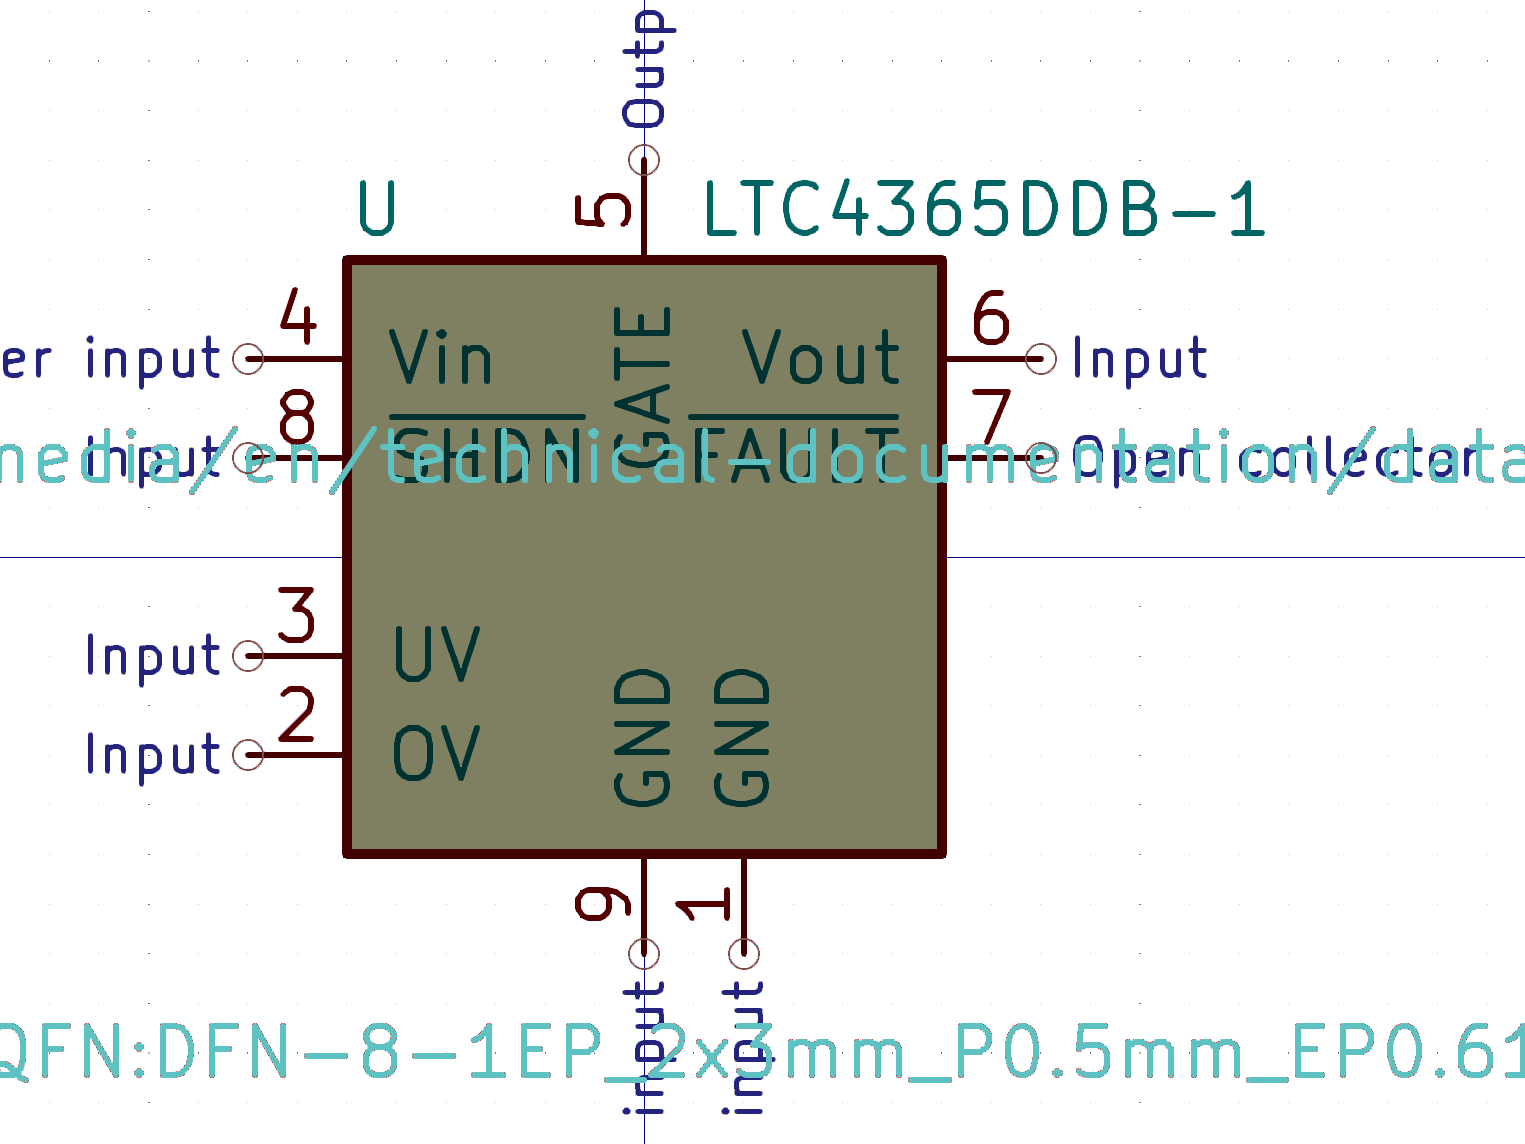 Outp
U
5
LTC4365DDB-1
4
6
er input
Vin
GATE
Vout
Input
8
7
Input
SHDN
FAULT
Open collector
media/en/technical-documentation/data
3
Input
UV
2
Input
OV
GND
GND
9
1
input
input
QFN:DFN-8-1EP_2x3mm_P0.5mm_EP0.61